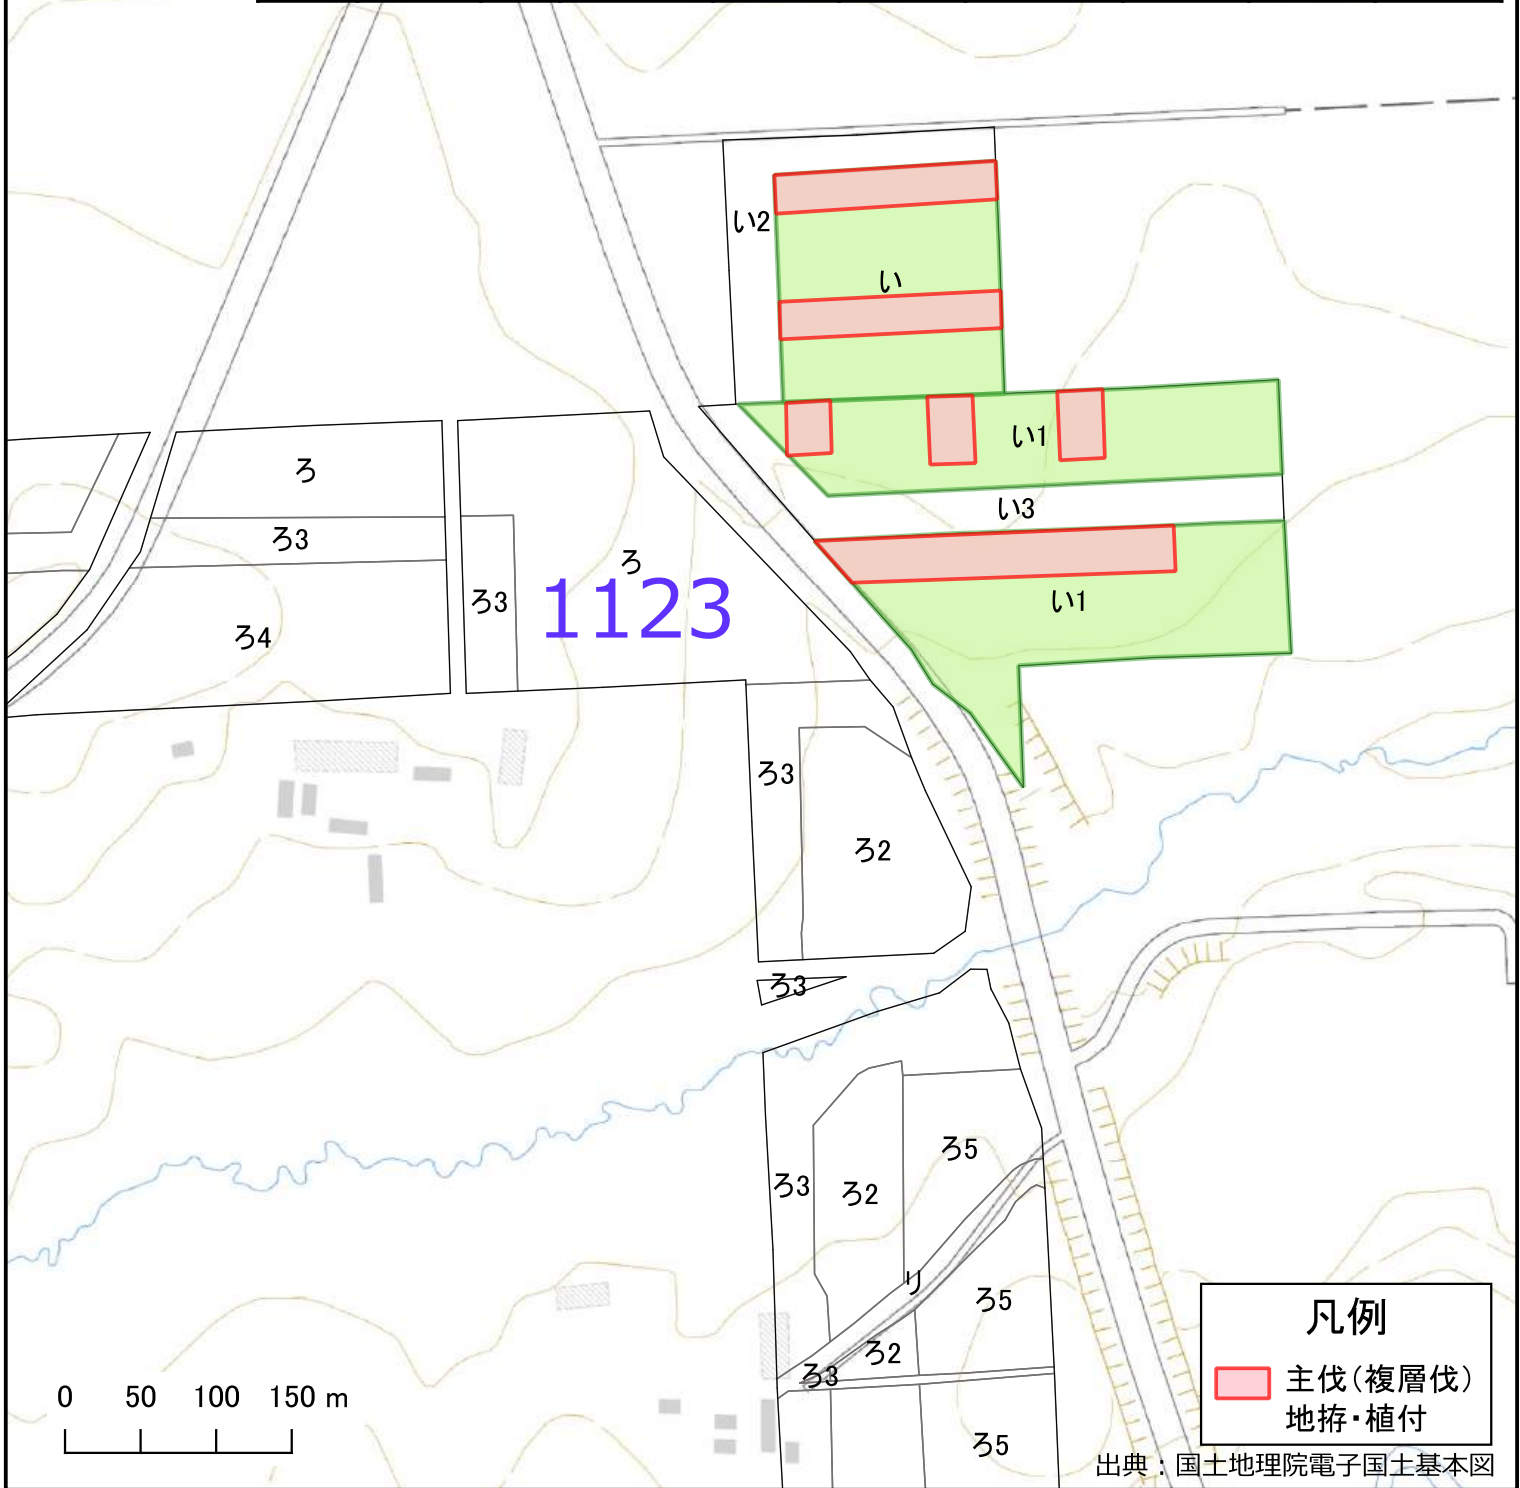 い2
い
い1
い3
い1
ろ
ろ3
ろ4
ろ3
ろ
1123
ろ3
ろ2
ろ3
ろ3
ろ2
ろ5
リ
ろ5
ろ2
ろ3
ろ5
0 50 100 150 m
凡例
主伐(複層伐)
地拵・植付
出典：国土地理院電子国土基本図